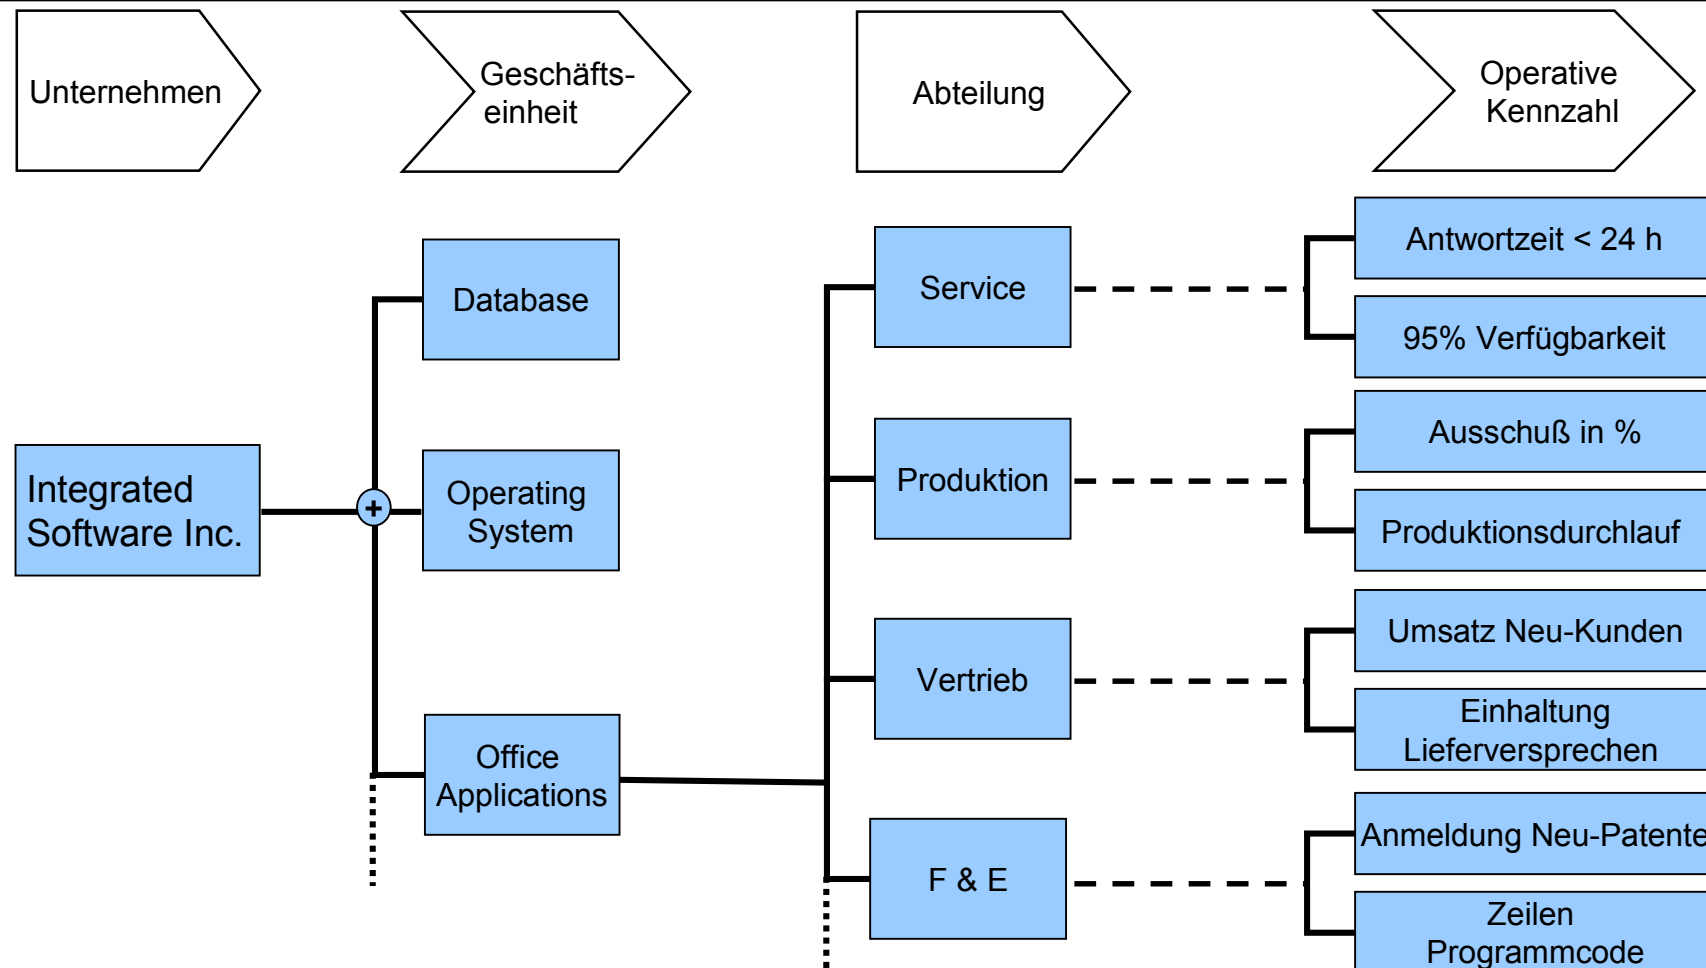 Unternehmen
Geschäfts-
einheit
Abteilung
Operative
Kennzahl
Integrated
Software Inc.
+
Database
Operating
System
Office
Applications
Service
Produktion
Vertrieb
F & E
Antwortzeit < 24 h
95% Verfügbarkeit
Ausschuß in %
Produktionsdurchlauf
Umsatz Neu-Kunden
Einhaltung
Lieferversprechen
Anmeldung Neu-Patente
Zeilen
Programmcode